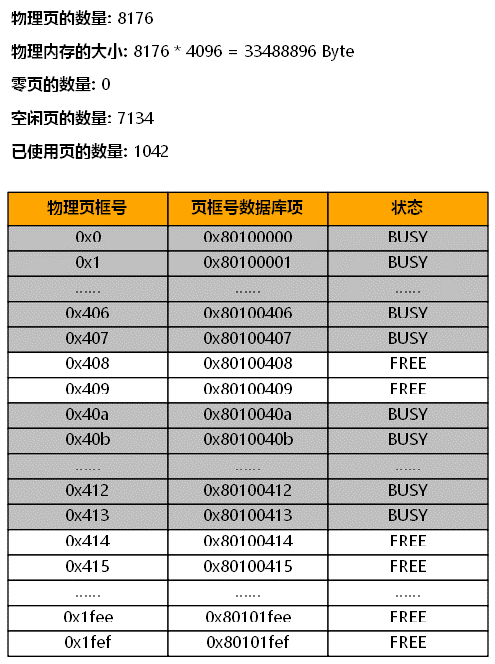 物理页的数量: 8176
物理内存的大小: 8176 * 4096 = 33488896 Byte
零页的数量: 0
空闲页的数量: 7134
已使用页的数量: 1042
物理页框号 页框号数据库项 状态
0x0 0x80100000 BUSY
0x1 0x80100001 BUSY
...... ...... ......
0x406 0x80100406 BUSY
0x407 0x80100407 BUSY
0x408 0x80100408 FREE
0x409 0x80100409 FREE
0x40a 0x8010040a BUSY
0x40b 0x8010040b BUSY
...... ...... ......
0x412 0x80100412 BUSY
0x413 0x80100413 BUSY
0x414 0x80100414 FREE
0x415 0x80100415 FREE
...... ...... ......
0x1fee 0x80101fee FREE
0x1fef 0x80101fef FREE